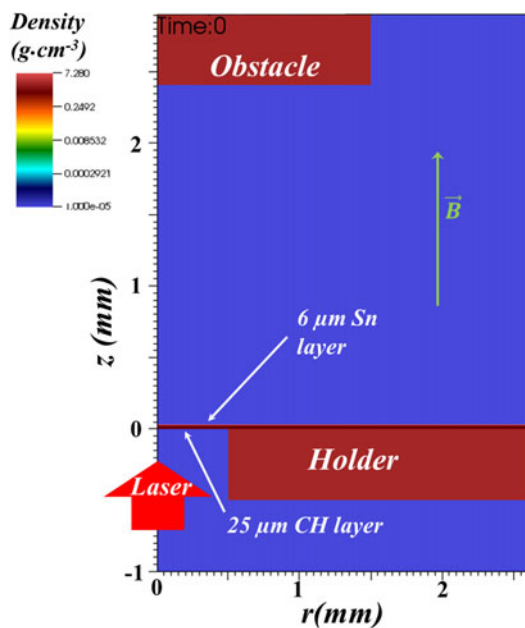 Density
(g.cm-3)
7.280
0.2492
0.008532
0.0002921
1.000e-05
Time:0
Obstacle
B
6 μm Sn
layer
Holder
Laser
25 μm CH layer
z (mm)
2
1
0
-1
0
1
2
r(mm)